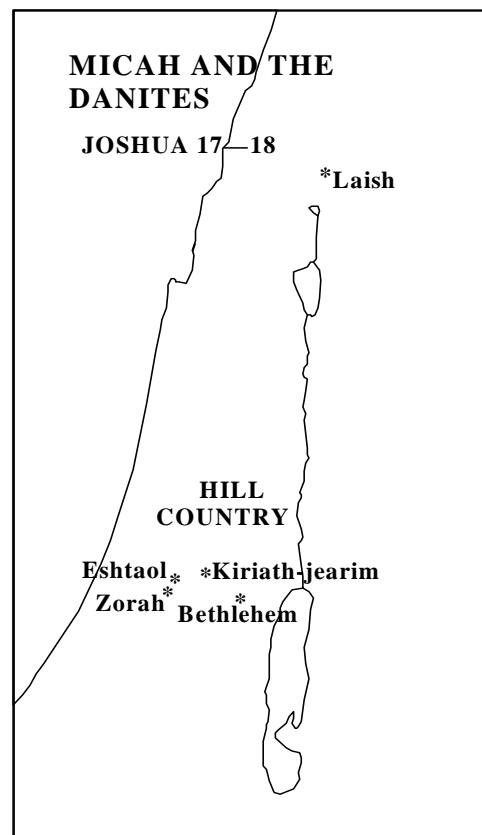 MICAH AND THE
DANITES
JOSHUA 17—18
*Laish
HILL
COUNTRY
Eshtaol *
*Kiriath-jearim
Zorah *
*
Bethlehem